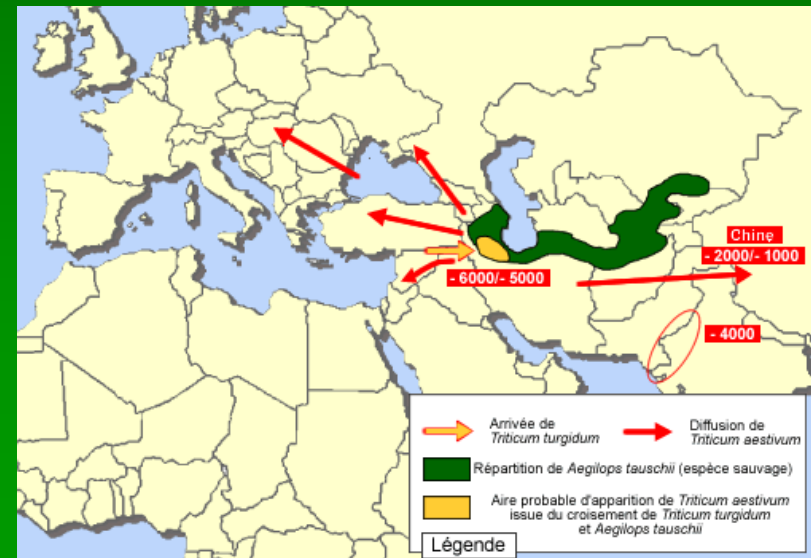 Chine
- 2000/- 1000
- 6000/- 5000
- 4000
Arrivée de
Triticum turgidum
Diffusion de
Triticum aestivum
Répartition de Aegilops tauschii (espèce sauvage)
Aire probable d'apparition de Triticum aestivum
issue du croisement de Triticum turgidum
et Aegilops tauschii
Légende